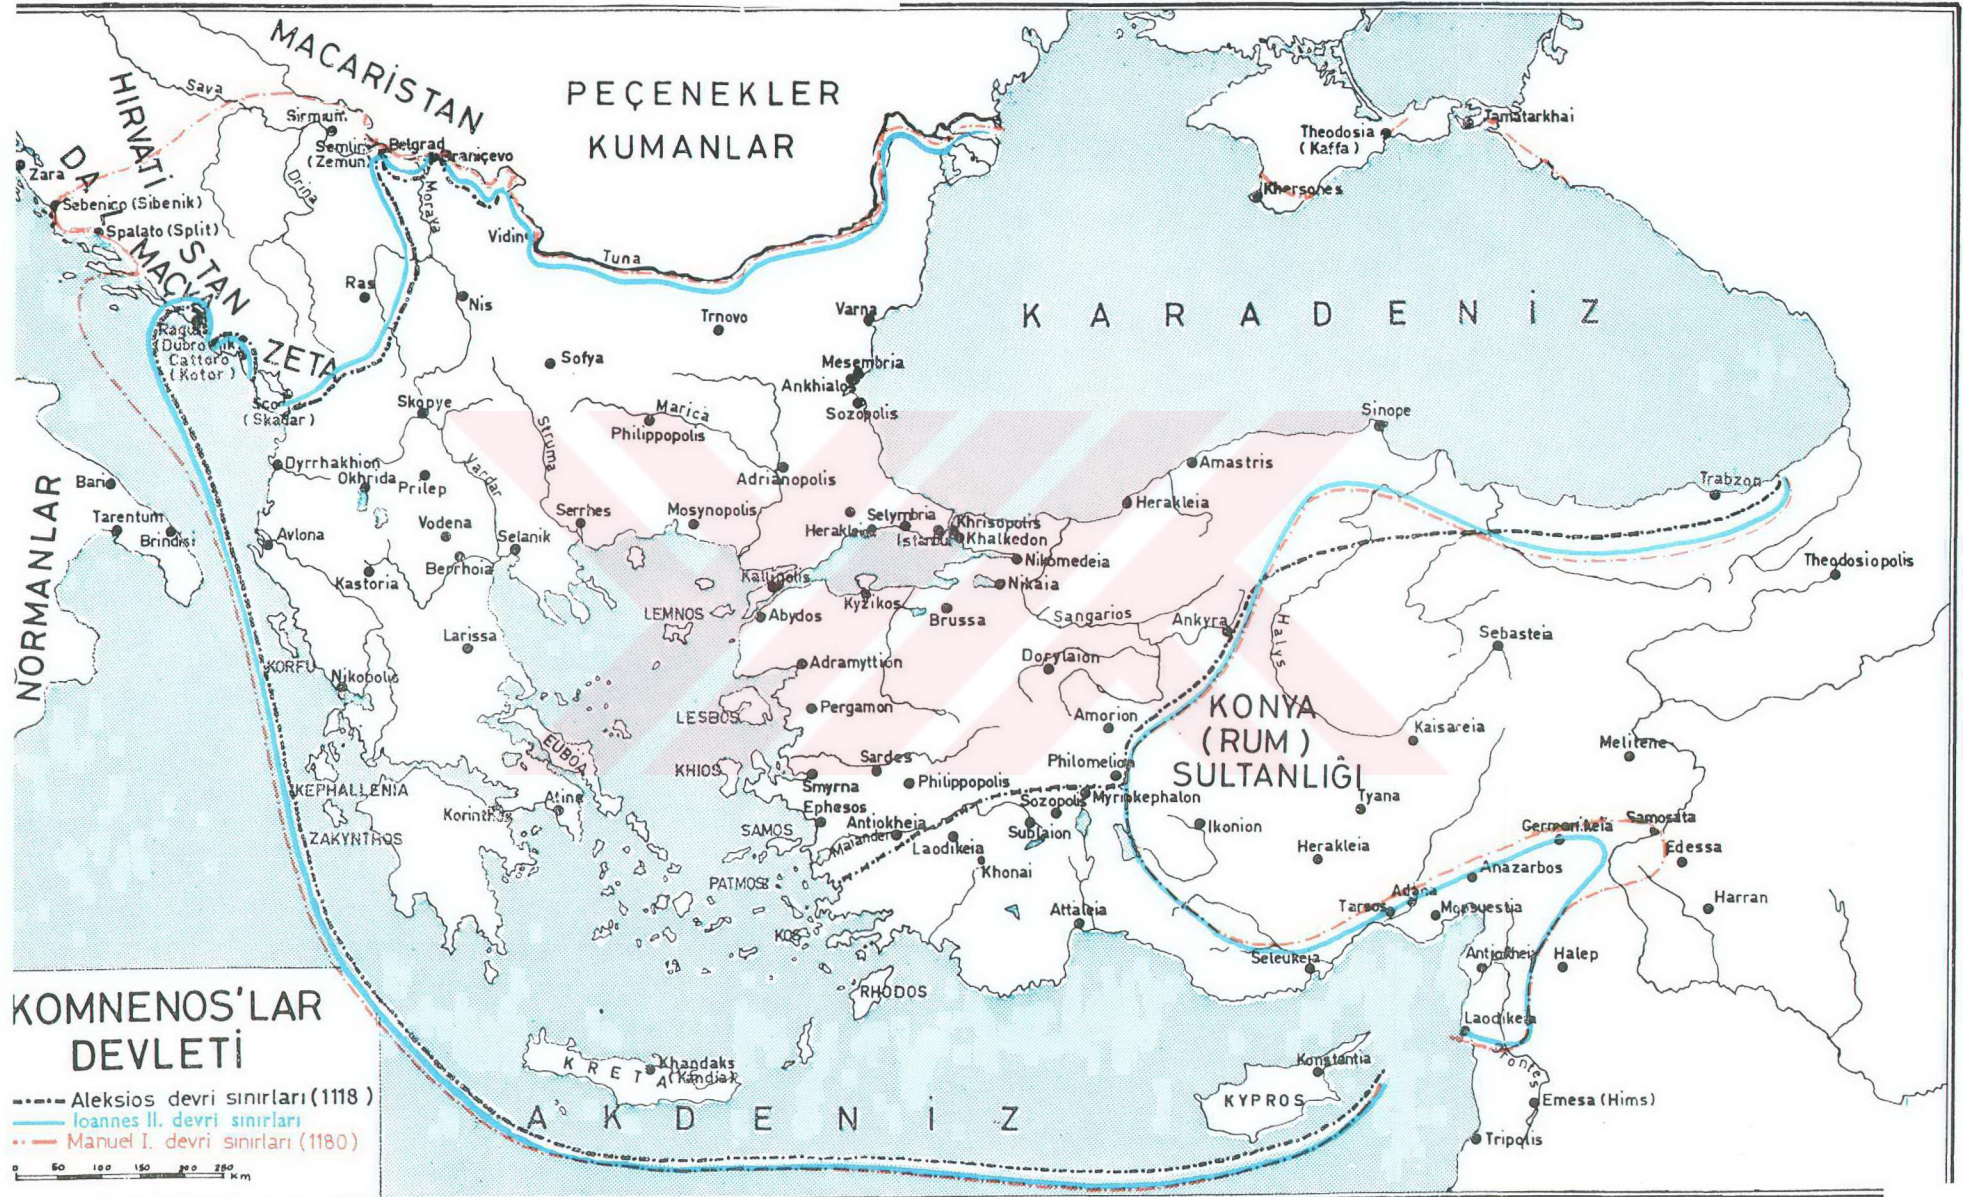 MACARİSTAN
PEÇENEKLER
KUMANLAR
HIRVATİSTAN
DALMAÇYA
ZETA
NORMANLAR
KARADENİZ
AKDENİZ
KONYA
(RUM)
SULTANLIĞI
Sava
Sirmium
Semlin
(Zemun)
Belgrad
Braniçevo
Drina
Morava
Vidin
Tuna
Zara
Sebenico (Sibenik)
Spalato (Split)
Ragusa
Dubrovnik
Cattoro
(Kotor)
(Skadar)
Ras
Nis
Sofya
Trnovo
Varna
Mesembria
Ankhialos
Sozopolis
Skopye
Struma
Marica
Philippopolis
Adrianopolis
Theodosia
(Kaffa)
Tamatarkhai
Khersones
Sinope
Amastris
Herakleia
Trabzon
Theodosiopolis
Bari
Tarentum
Brindisi
Dyrrhakhion
Okhrida
Prilep
Vardar
Avlona
Vodena
Berrhoia
Kastoria
Selanik
Serrhes
Mosynopolis
Herakleia
Selymbria
İstanbul
Khrisopolis
Khalkedon
Nikomedeia
Nikaia
Kallipolis
Abydos
Kyzikos
Brussa
Sangarios
Ankyra
Halys
Sebasteia
LEMNOS
Larissa
KORFU
Nikopolis
Adramyttion
Dorylaion
Pergamon
LESBOS
Amorion
Kaisareia
Melitene
EUBOA
KHIOS
Sardes
Philippopolis
Philomelion
Smyrna
Ephesos
KEPHALLENIA
ZAKYNTHOS
Korinthos
Atina
SAMOS
Antiokheia
Maiander
Laodikeia
Khonai
Sozopolis
Sublaion
Myriokephalon
Ikonion
Tyana
Herakleia
Germanikeia
Samosata
Edessa
Anazarbos
Harran
PATMOS
KOS
Attaleia
Tarsos
Adana
Mopsuestia
Seleukeia
Antiokheia
Halep
RHODOS
Laodikeia
Orontes
KRETA
Khandaks
(Kandia)
Konstantia
KYPROS
Emesa (Hims)
Tripolis
KOMNENOS'LAR
DEVLETİ
Aleksios devri sınırları (1118)
Ioannes II. devri sınırları
Manuel I. devri sınırları (1180)
0 50 100 150 200 250
Km